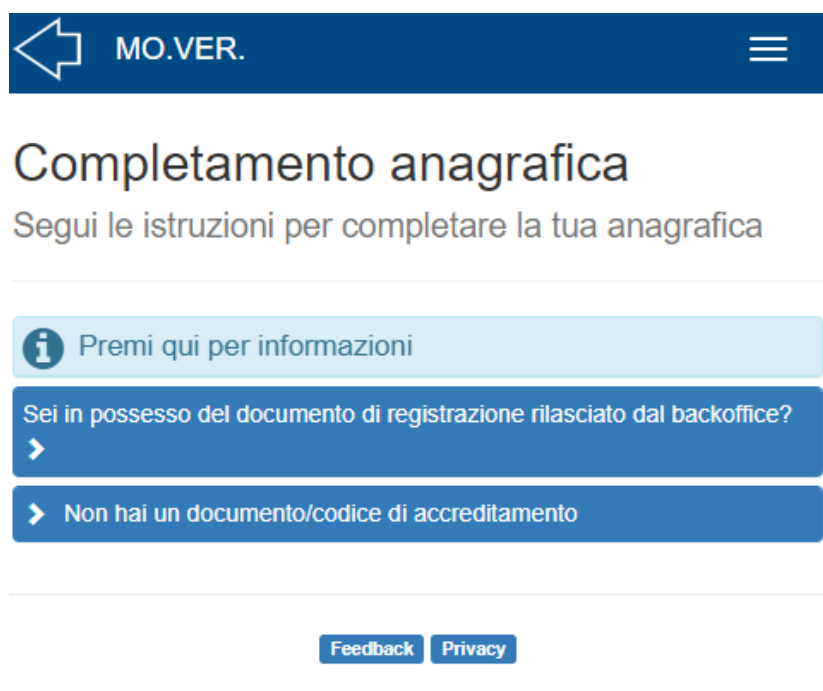 MO.VER.
Completamento anagrafica
Segui le istruzioni per completare la tua anagrafica
Premi qui per informazioni
Sei in possesso del documento di registrazione rilasciato dal backoffice?
Non hai un documento/codice di accreditamento
Feedback Privacy